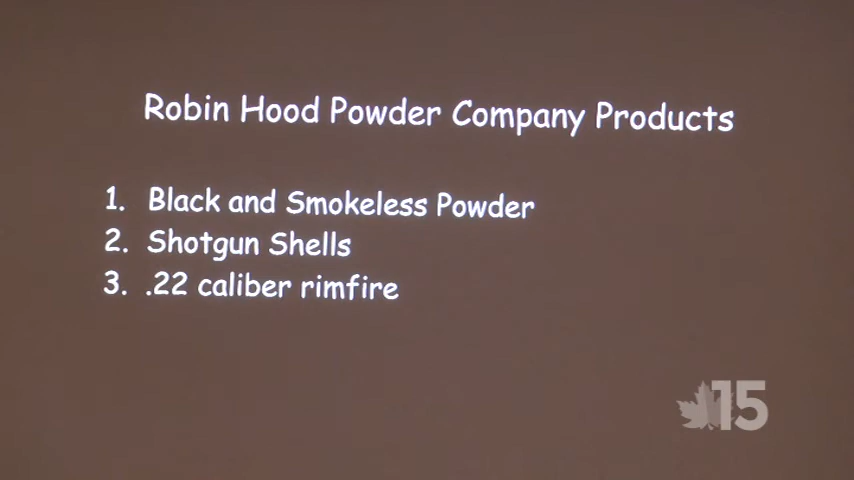 Robin Hood Powder Company Products
1. Black and Smokeless Powder
2. Shotgun Shells
3. .22 caliber rimfire
15